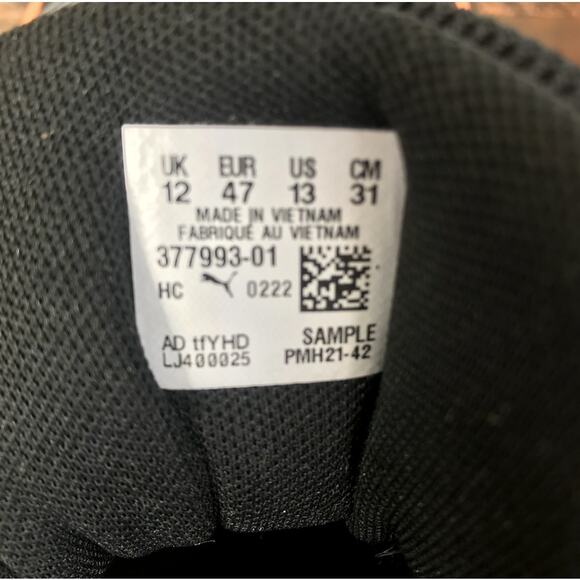 UK EUR US CM
12 47 13 31
MADE IN VIETNAM
FABRIQUÉ AU VIETNAM
377993-01
HC 0222
AD tfYHD SAMPLE
LJ400025 PMH21-42